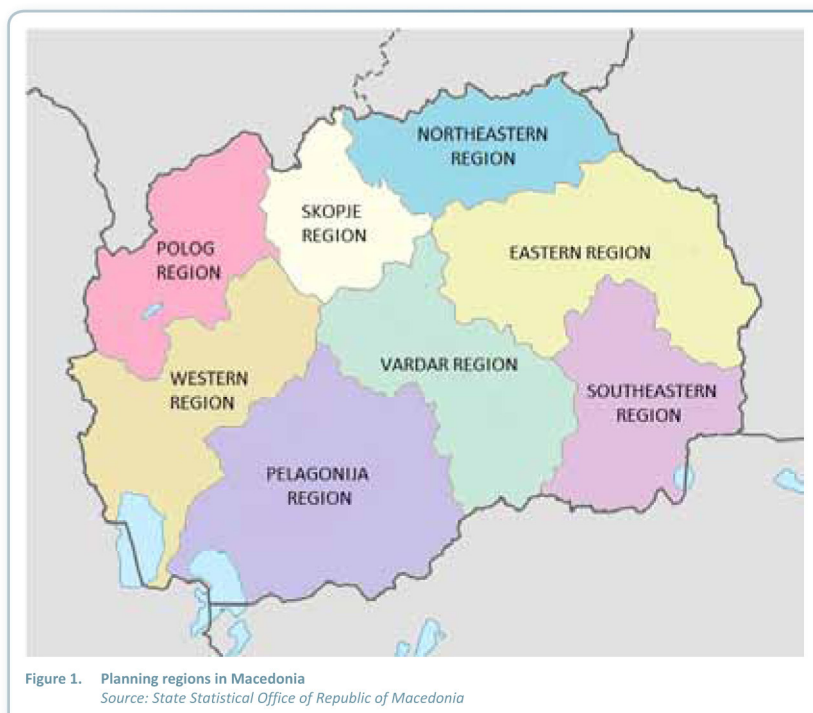 NORTHEASTERN
REGION
SKOPJE
REGION
POLOG
REGION
EASTERN REGION
WESTERN
REGION
VARDAR REGION
SOUTHEASTERN
REGION
PELAGONIJA
REGION
Figure 1. Planning regions in Macedonia
Source: State Statistical Office of Republic of Macedonia